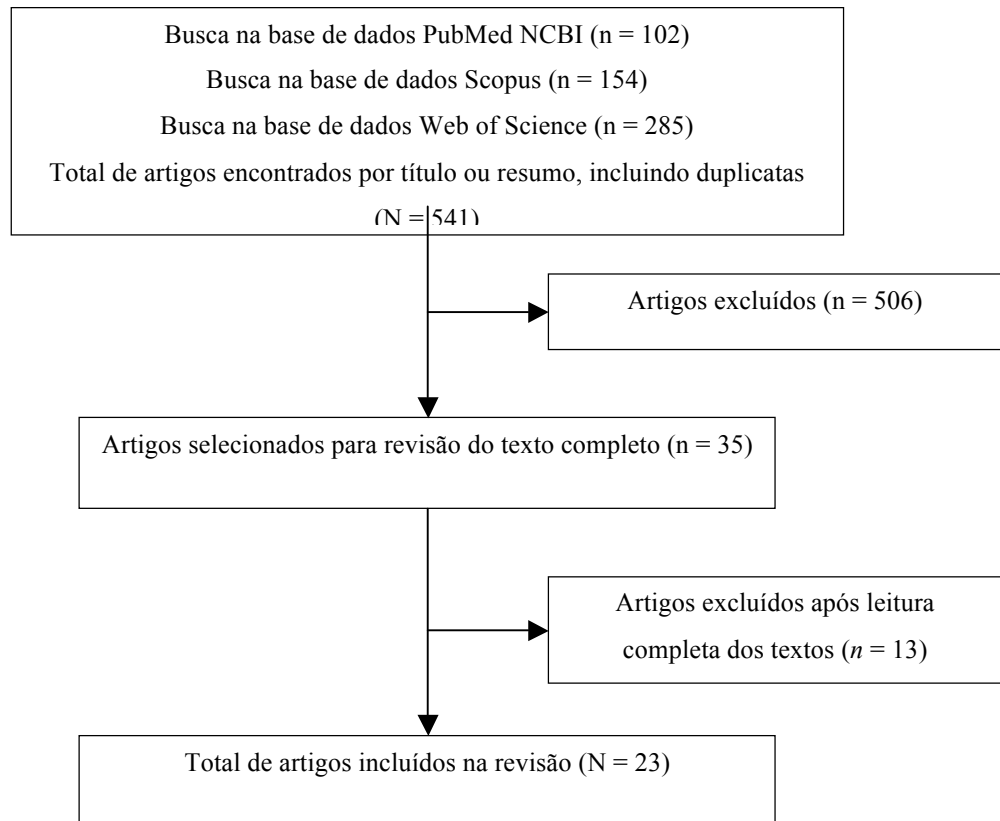 Busca na base de dados PubMed NCBI (n = 102)
Busca na base de dados Scopus (n = 154)
Busca na base de dados Web of Science (n = 285)
Total de artigos encontrados por título ou resumo, incluindo duplicatas
(N = 541)
Artigos excluídos (n = 506)
Artigos selecionados para revisão do texto completo (n = 35)
Artigos excluídos após leitura
completa dos textos (n = 13)
Total de artigos incluídos na revisão (N = 23)